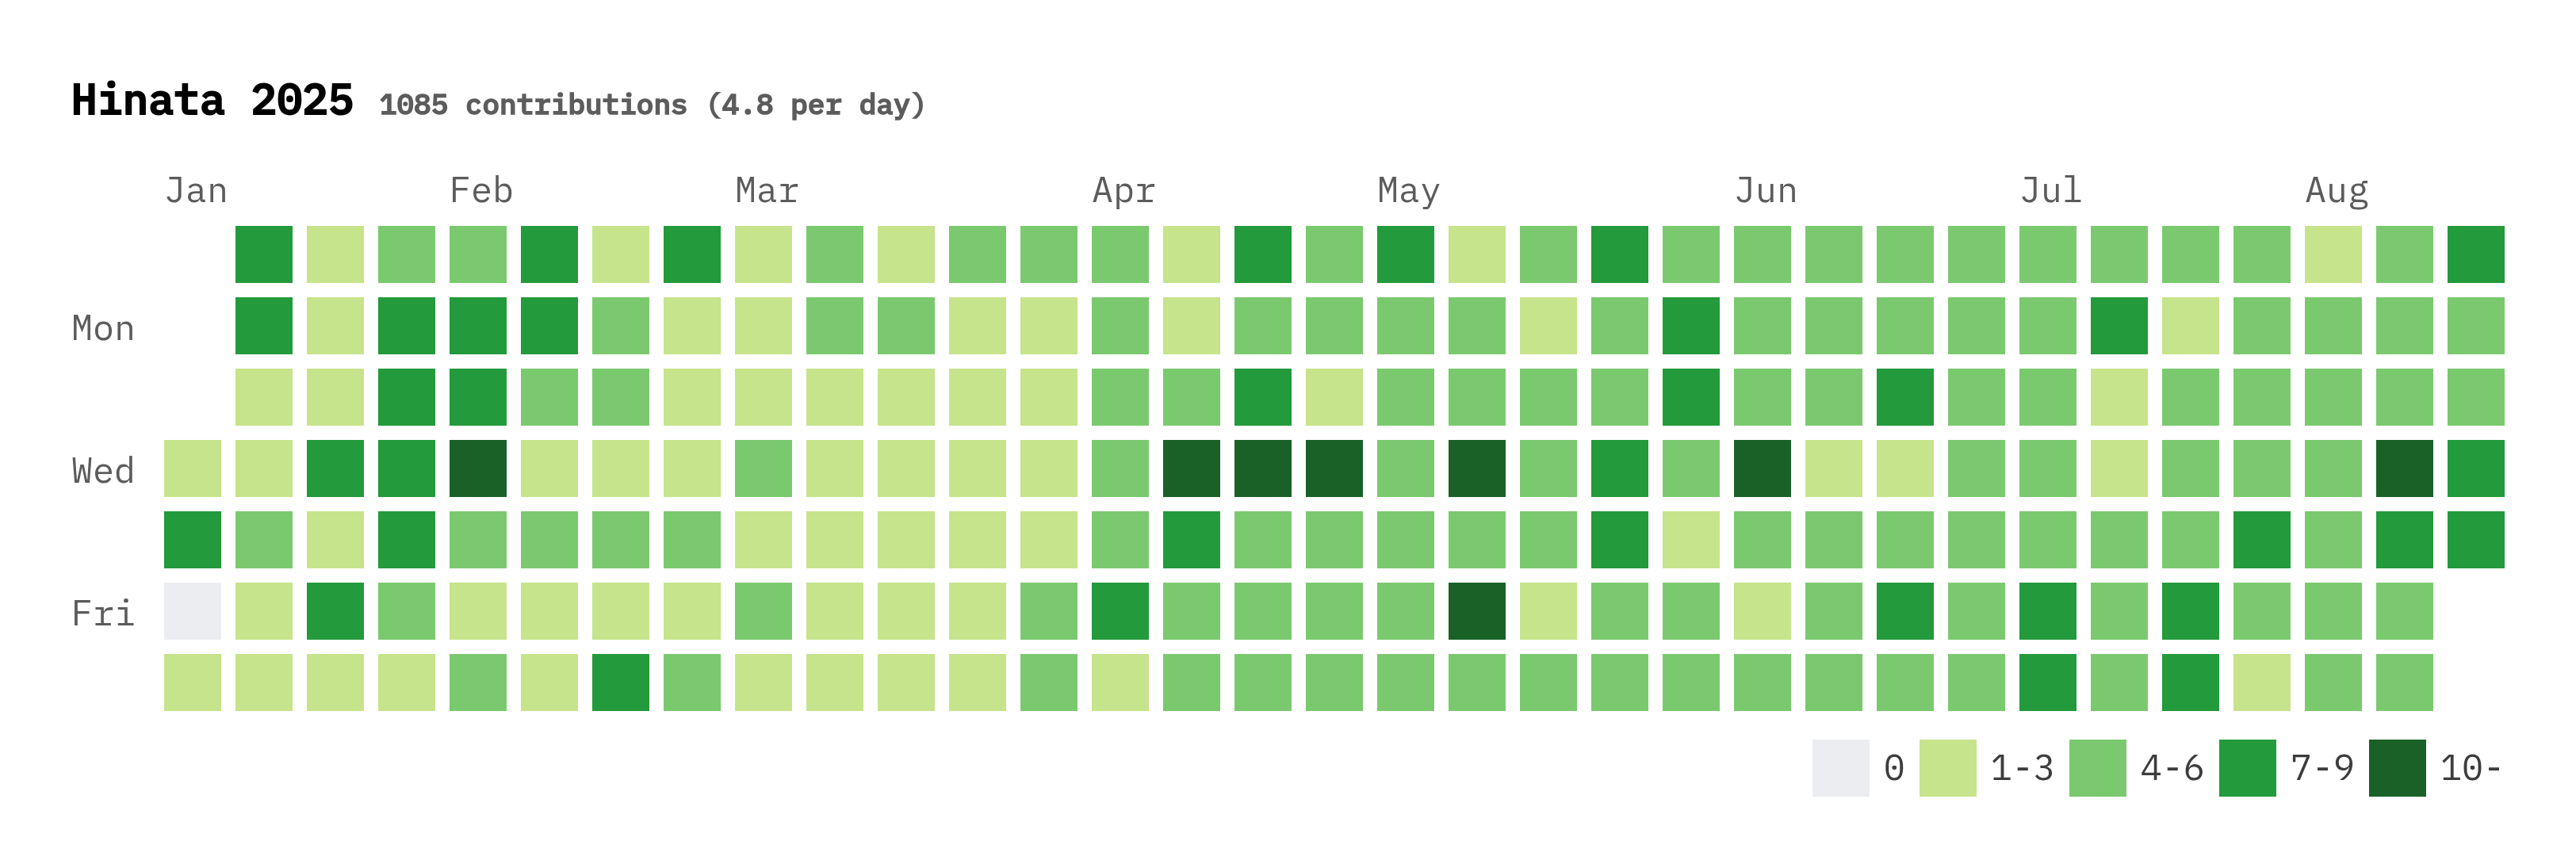 Hinata 2025 1085 contributions (4.8 per day)
Jan Feb Mar Apr May Jun Jul Aug
Mon
Wed
Fri
0 1-3 4-6 7-9 10-